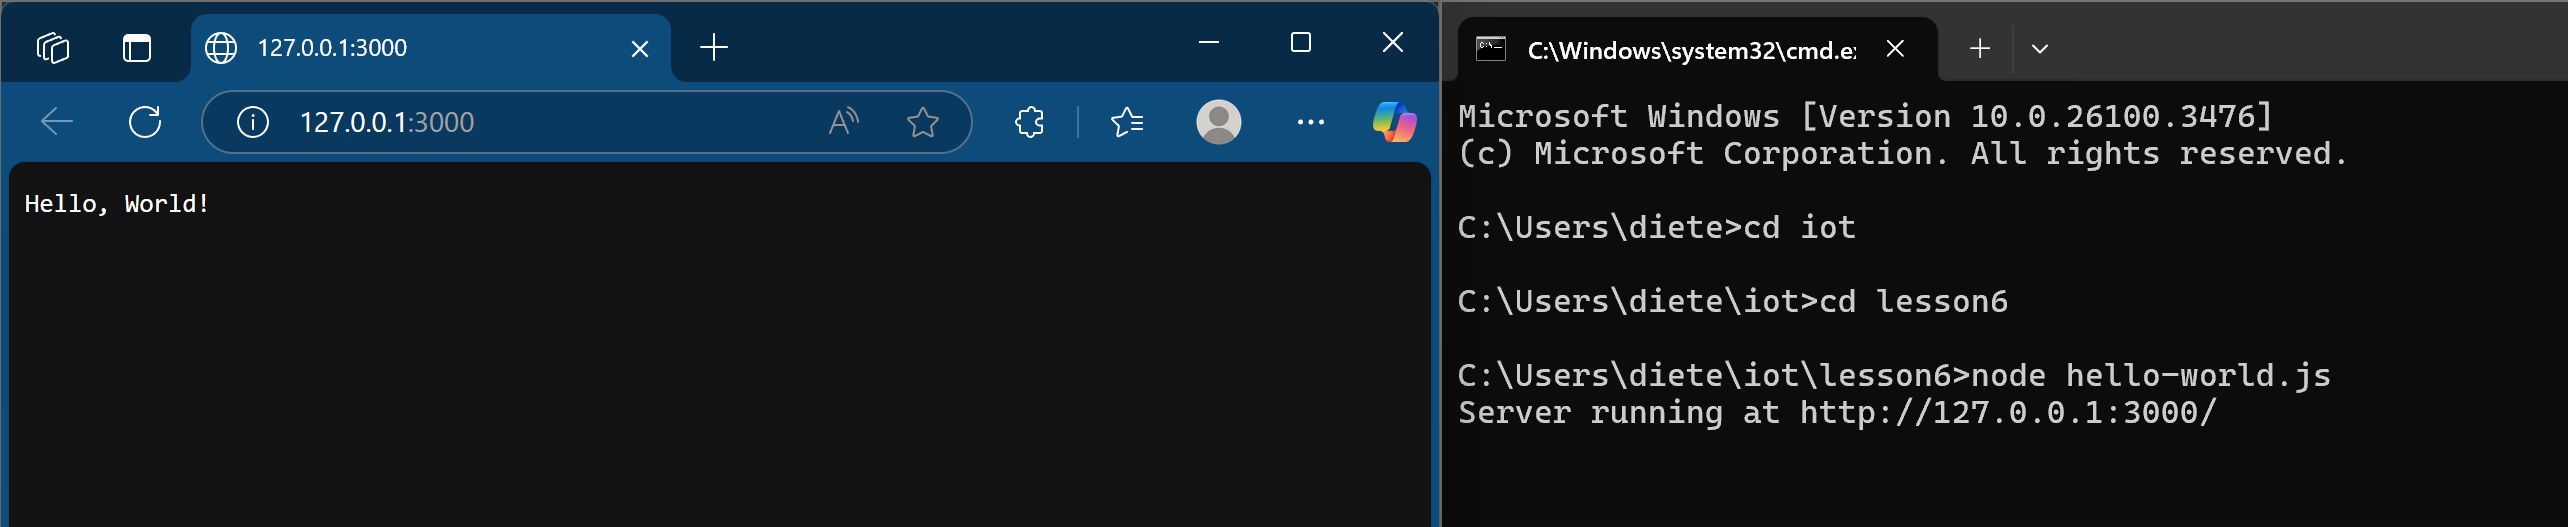 127.0.0.1:3000
127.0.0.1:3000
Hello, World!
C:\Windows\system32\cmd.e
Microsoft Windows [Version 10.0.26100.3476]
(c) Microsoft Corporation. All rights reserved.
C:\Users\diete>cd iot
C:\Users\diete\iot>cd lesson6
C:\Users\diete\iot\lesson6>node hello-world.js
Server running at http://127.0.0.1:3000/